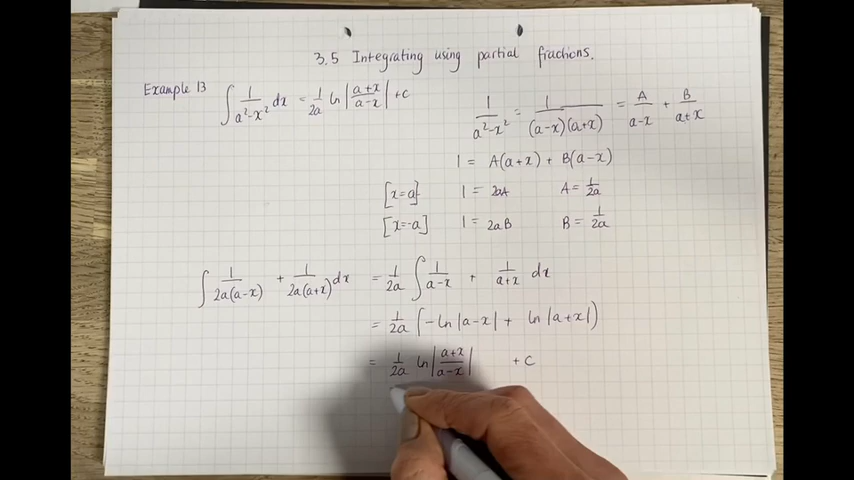 3.5 Integrating using partial fractions.
Example 13 ∫ 1/(a²-x²) dx = 1/2a ln |(a+x)/(a-x)| + c
1/(a²-x²) = 1/((a-x)(a+x)) = A/(a-x) + B/(a+x)
1 = A(a+x) + B(a-x)
[x=a] 1 = 2aA A = 1/2a
[x=-a] 1 = 2aB B = 1/2a
∫ 1/(2a(a-x)) + 1/(2a(a+x)) dx = 1/2a ∫ 1/(a-x) + 1/(a+x) dx
= 1/2a [-ln|a-x| + ln|a+x|)
= 1/2a ln |(a+x)/(a-x)| + c